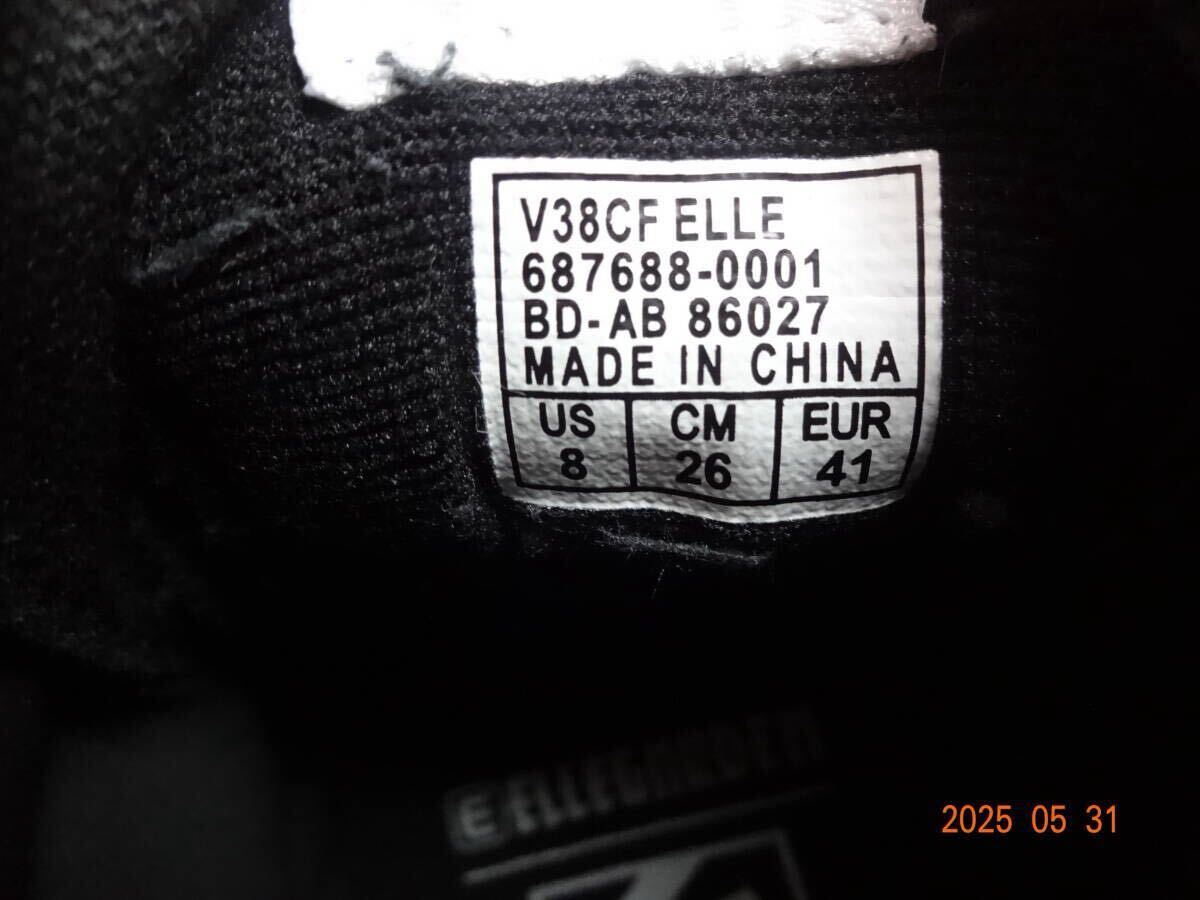 V38CF ELLE
687688-0001
BD-AB 86027
MADE IN CHINA
US CM EUR
8 26 41
ELLEGARDEN
2025 05 31